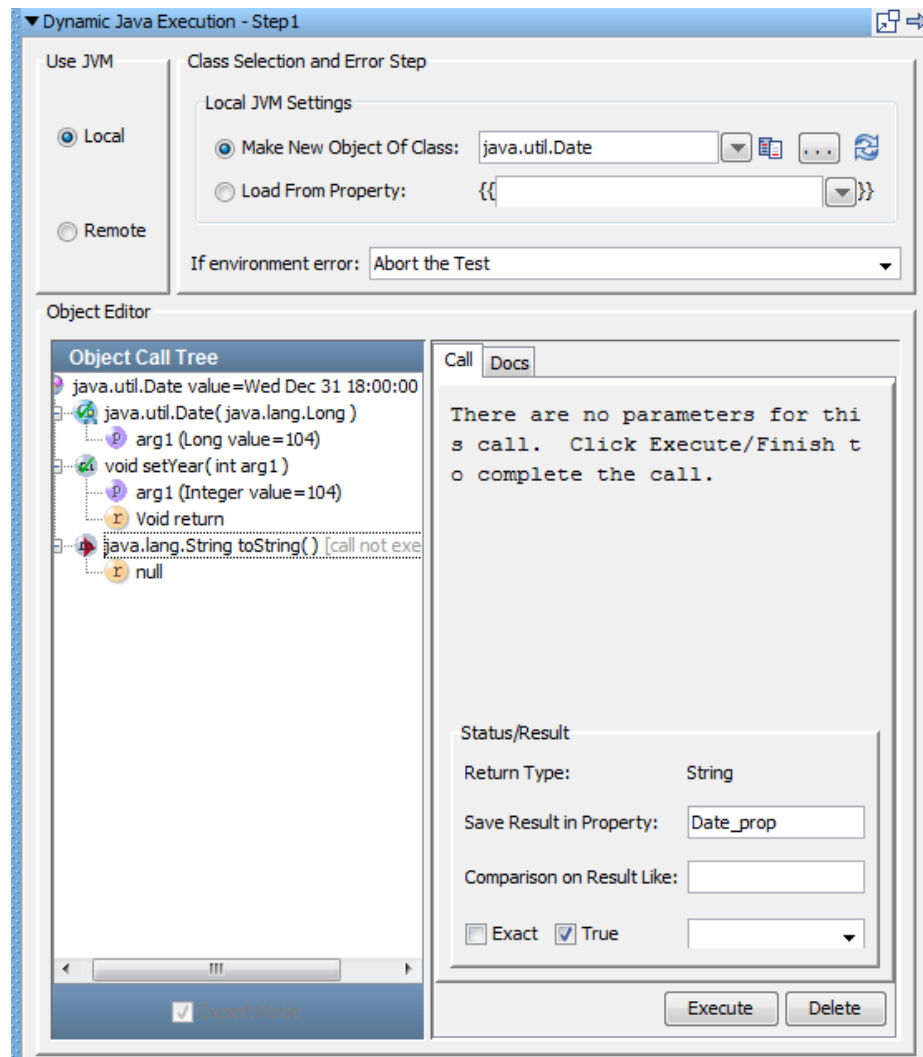 Dynamic Java Execution - Step1
Use JVM
Class Selection and Error Step
Local JVM Settings
Local
Make New Object Of Class: java.util.Date ...
Load From Property: {{ }}
Remote
If environment error: Abort the Test
Object Editor
Object Call Tree
java.util.Date value=Wed Dec 31 18:00:00
java.util.Date( java.lang.Long )
P arg1 (Long value=104)
void setYear( int arg1 )
P arg1 (Integer value=104)
r Void return
java.lang.String toString( ) [call not exe
r null
Expert Mode
Call Docs
There are no parameters for thi
s call. Click Execute/Finish t
o complete the call.
Status/Result
Return Type: String
Save Result in Property: Date_prop
Comparison on Result Like:
Exact True
Execute Delete